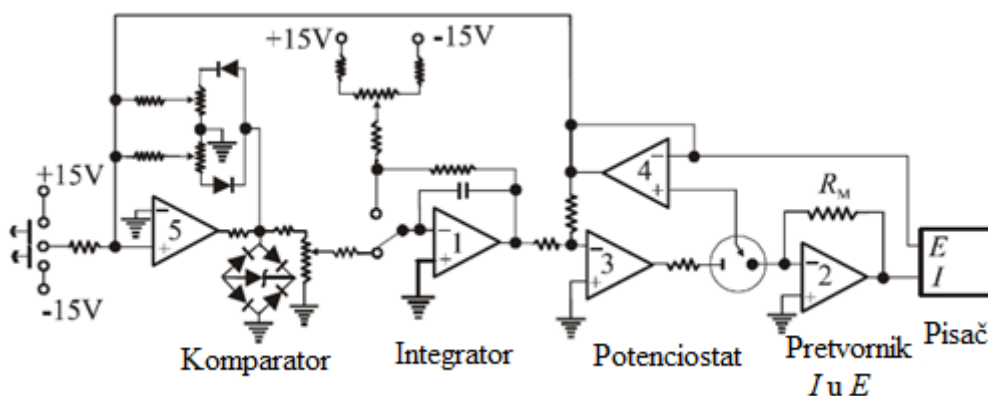 +15V
-15V
+15V
-15V
5
-
+
1
-
+
4
-
+
3
-
+
2
-
+
R_M
E
I
Komparator
Integrator
Potenciostat
Pretvornik
I u E
Pisač